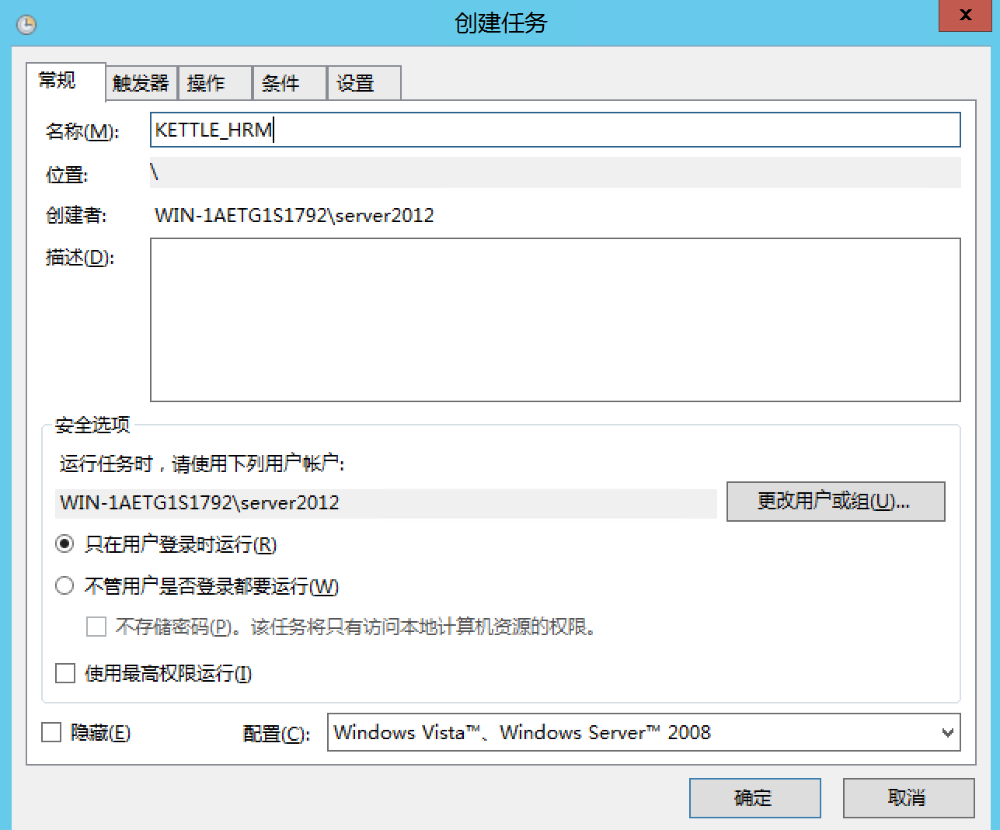 创建任务
常规 触发器 操作 条件 设置
名称(M): KETTLE_HRM
位置: \
创建者: WIN-1AETG1S1792\server2012
描述(D):
安全选项
运行任务时，请使用下列用户帐户:
WIN-1AETG1S1792\server2012 更改用户或组(U)...
只在用户登录时运行(R)
不管用户是否登录都要运行(W)
不存储密码(P)。该任务将只有访问本地计算机资源的权限。
使用最高权限运行(I)
隐藏(E) 配置(C): Windows Vista™、Windows Server™ 2008
确定 取消